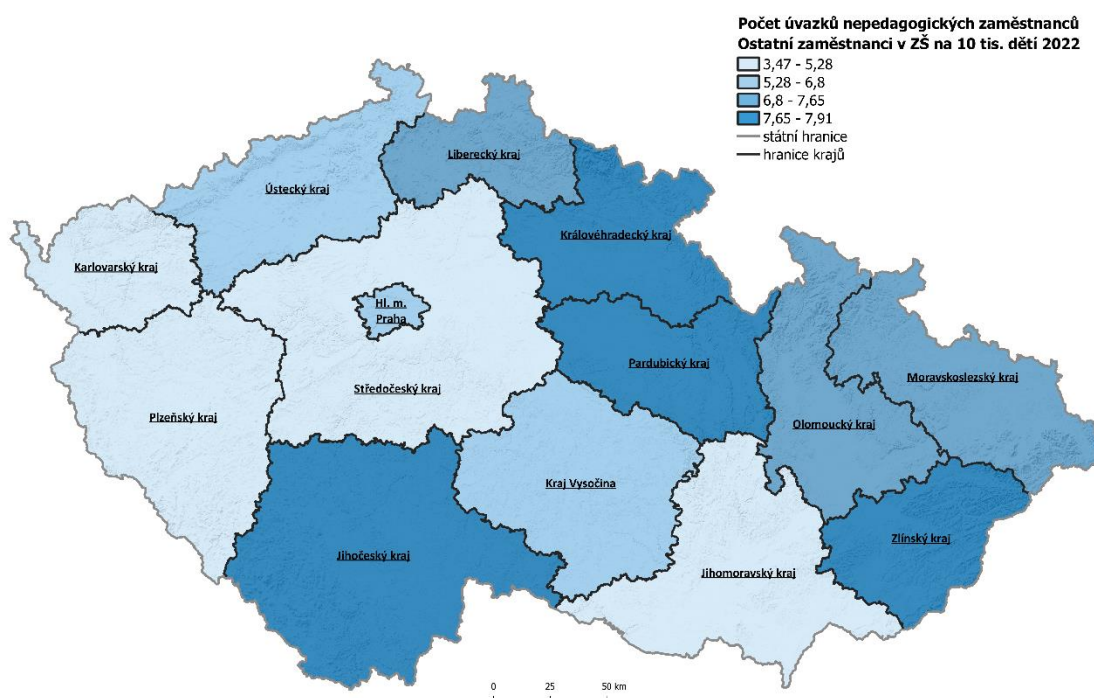 Počet úvazků nepedagogických zaměstnanců
Ostatní zaměstnanci v ZŠ na 10 tis. dětí 2022
3,47 - 5,28
5,28 - 6,8
6,8 - 7,65
7,65 - 7,91
státní hranice
hranice krajů
Liberecký kraj
Ústecký kraj
Královéhradecký kraj
Karlovarský kraj
Hl. m.
Praha
Pardubický kraj
Moravskoslezský kraj
Středočeský kraj
Plzeňský kraj
Olomoucký kraj
Kraj Vysočina
Zlínský kraj
Jihočeský kraj
Jihomoravský kraj
0 25 50 km